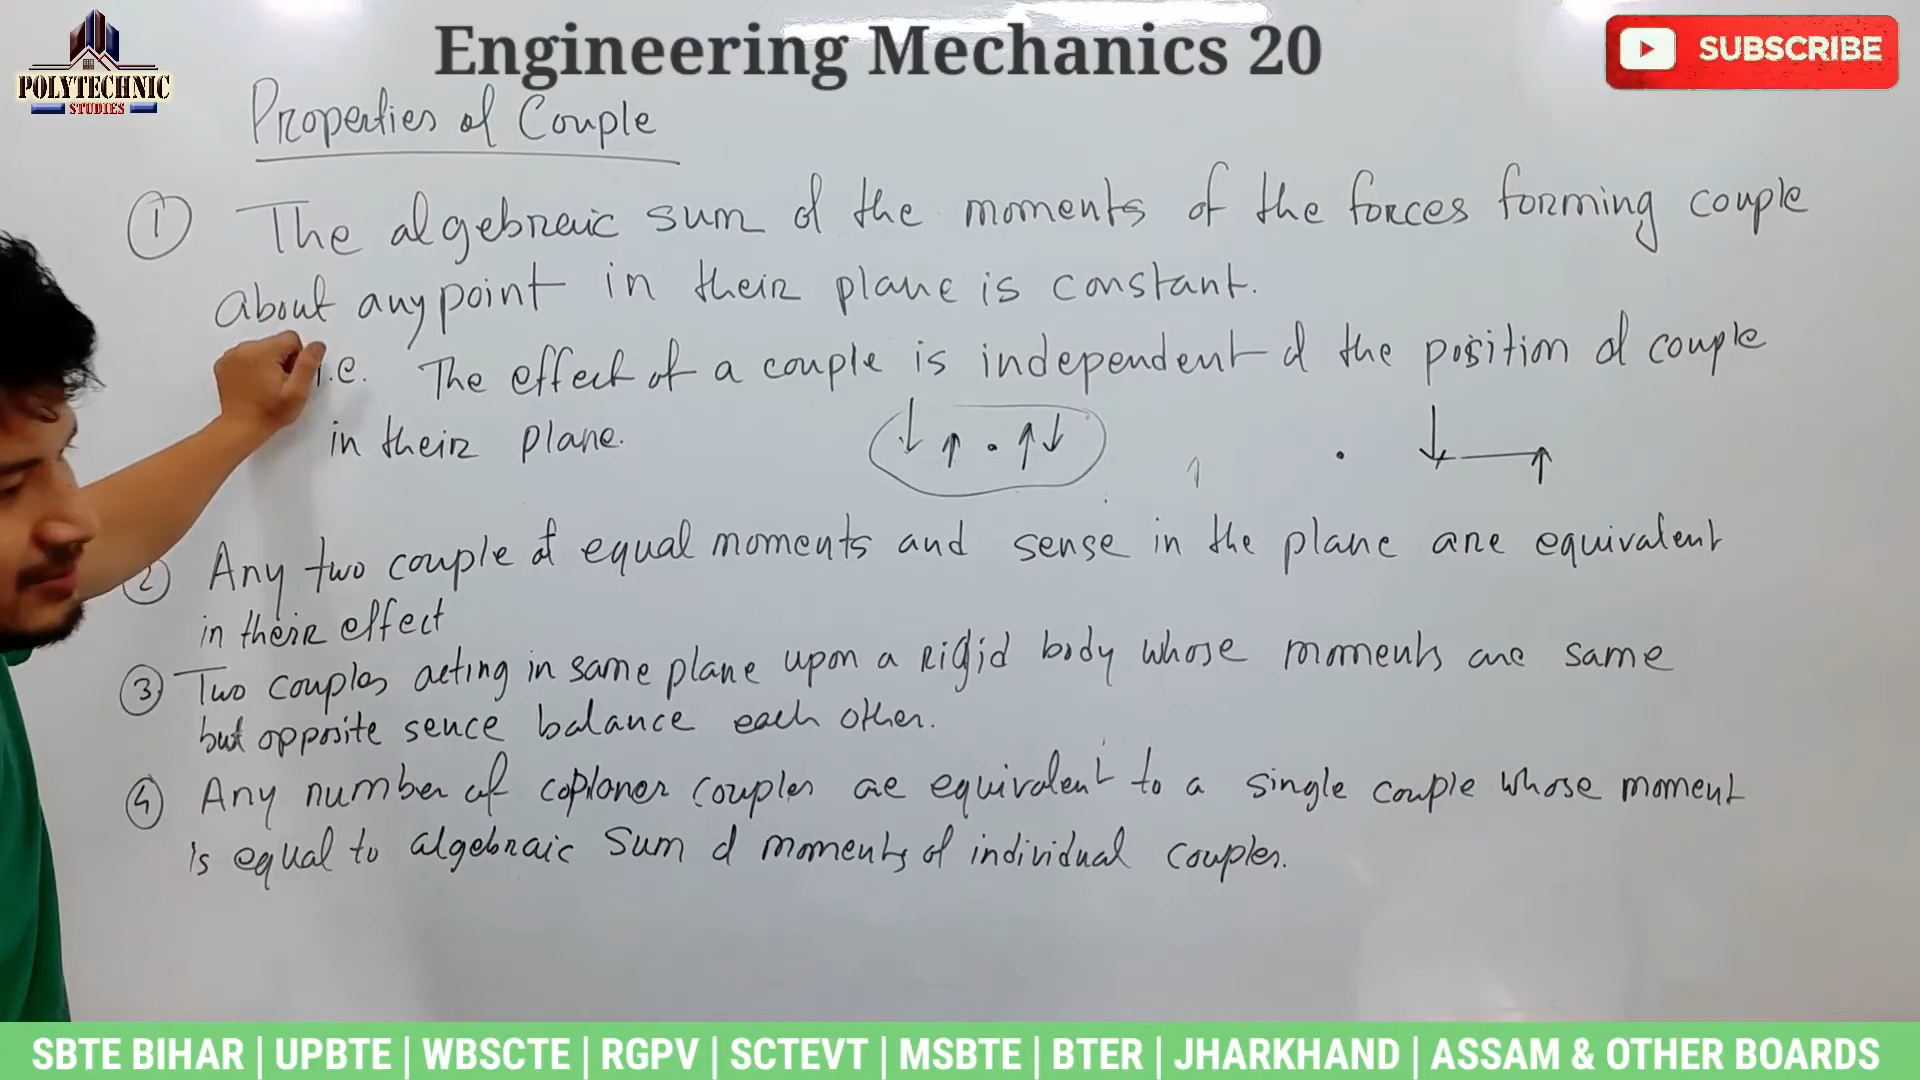 Engineering Mechanics 20
SUBSCRIBE
POLYTECHNIC
STUDIES
Properties of Couple
1 The algebraic sum of the moments of the forces forming couple
about any point in their plane is constant.
i.e. The effect of a couple is independent of the position of couple
in their plane.
2 Any two couple of equal moments and sense in the plane are equivalent
in their effect
3 Two couples acting in same plane upon a rigid body whose moments are same
but opposite sence balance each other.
4 Any number of coplaner couples are equivalent to a single couple whose moment
is equal to algebraic sum of moments of individual couples.
SBTE BIHAR | UPBTE | WBSCTE | RGPV | SCTEVT | MSBTE | BTER | JHARKHAND | ASSAM & OTHER BOARDS